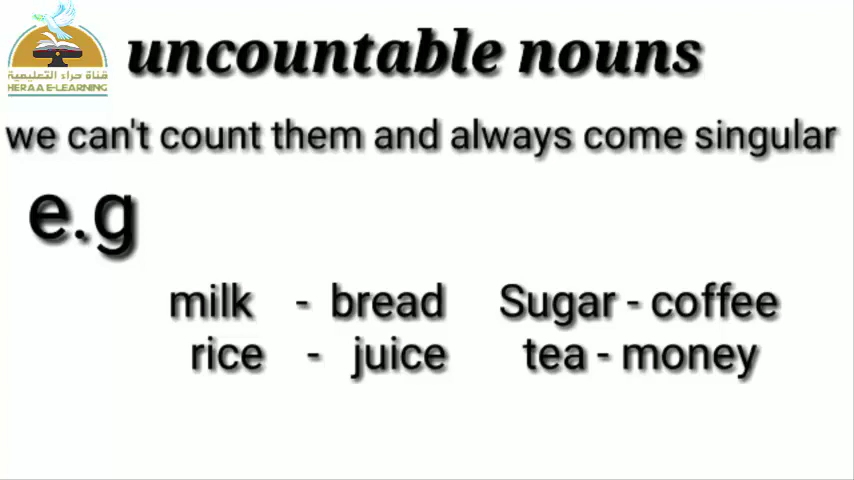 قناة حراء التعليمية
HERAA E-LEARNING
uncountable nouns
we can't count them and always come singular
e.g
milk - bread Sugar - coffee
rice - juice tea - money